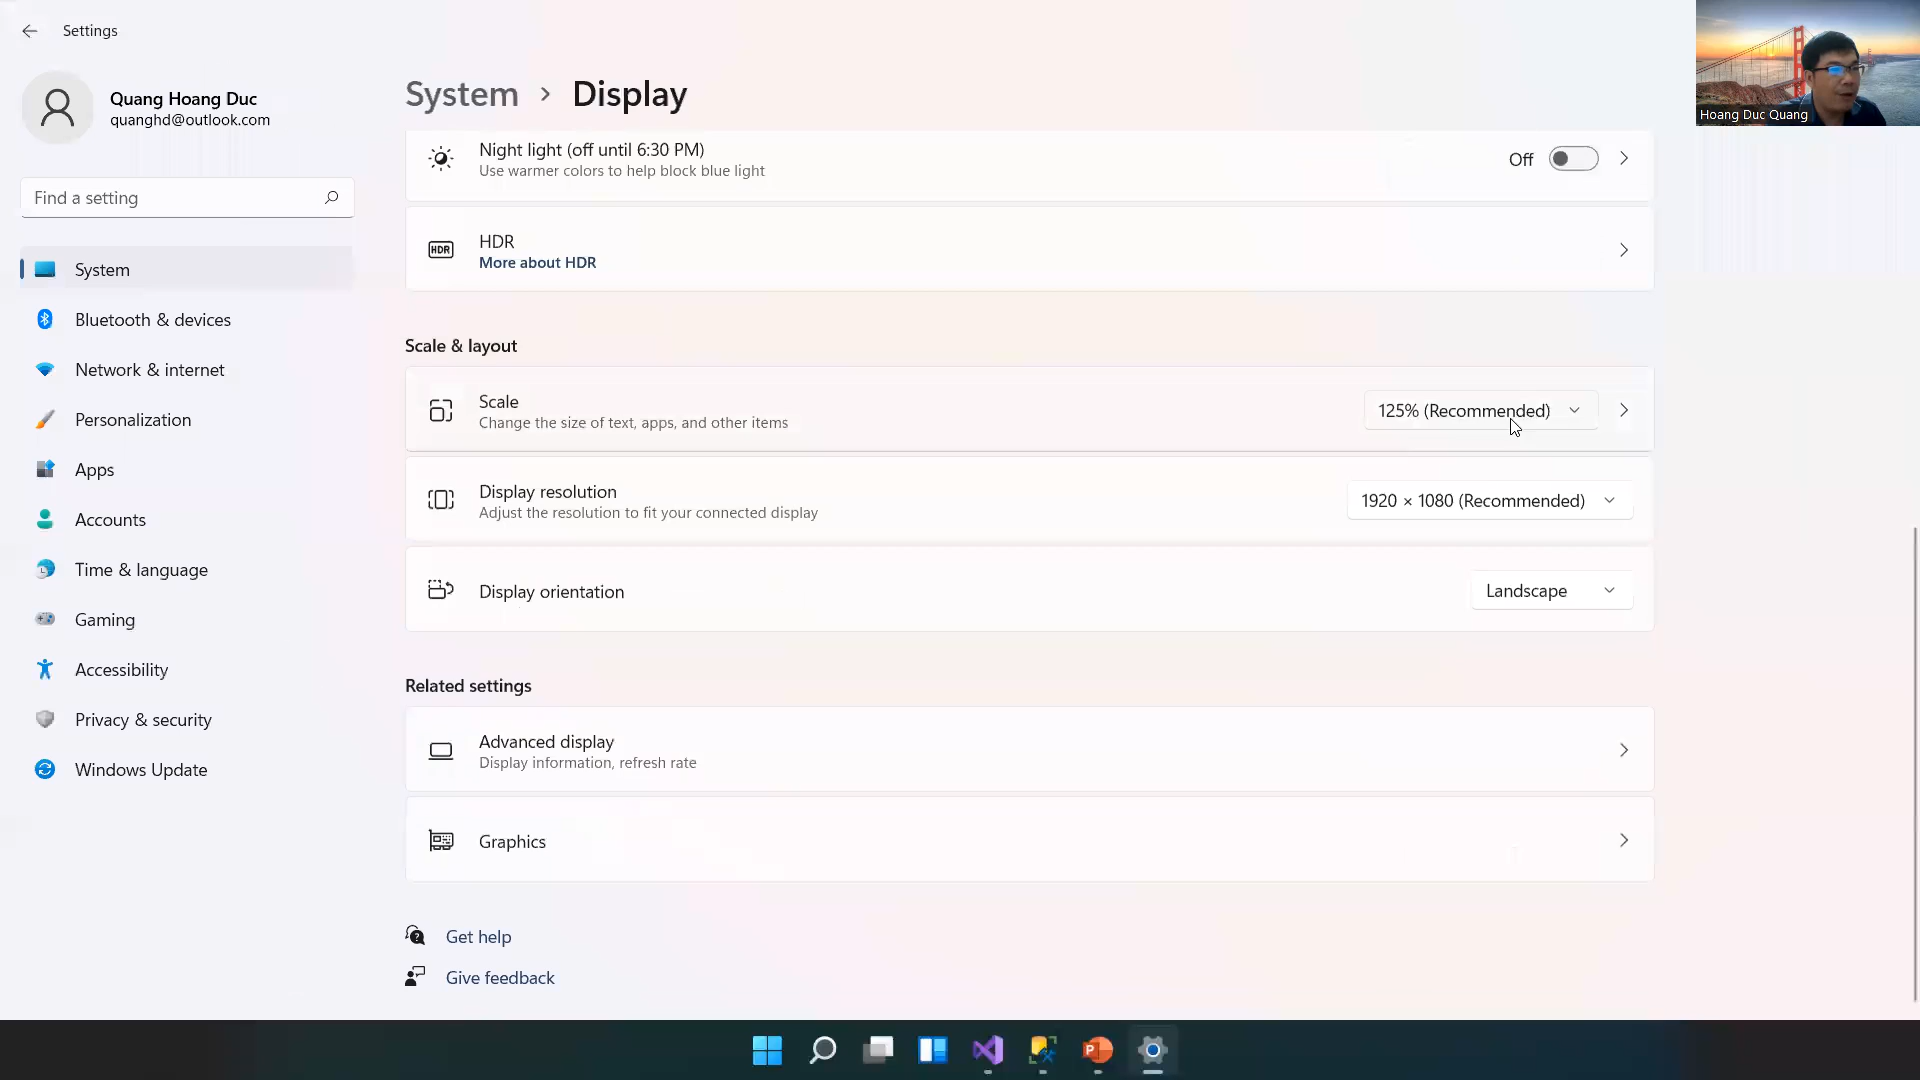 Settings
Quang Hoang Duc
quanghd@outlook.com
Find a setting
System
Bluetooth & devices
Network & internet
Personalization
Apps
Accounts
Time & language
Gaming
Accessibility
Privacy & security
Windows Update
System > Display
Night light (off until 6:30 PM)
Use warmer colors to help block blue light
Off
HDR
HDR
More about HDR
Scale & layout
Scale
Change the size of text, apps, and other items
125% (Recommended)
Display resolution
Adjust the resolution to fit your connected display
1920 × 1080 (Recommended)
Display orientation
Landscape
Related settings
Advanced display
Display information, refresh rate
Graphics
Get help
Give feedback
Hoang Duc Quang
P